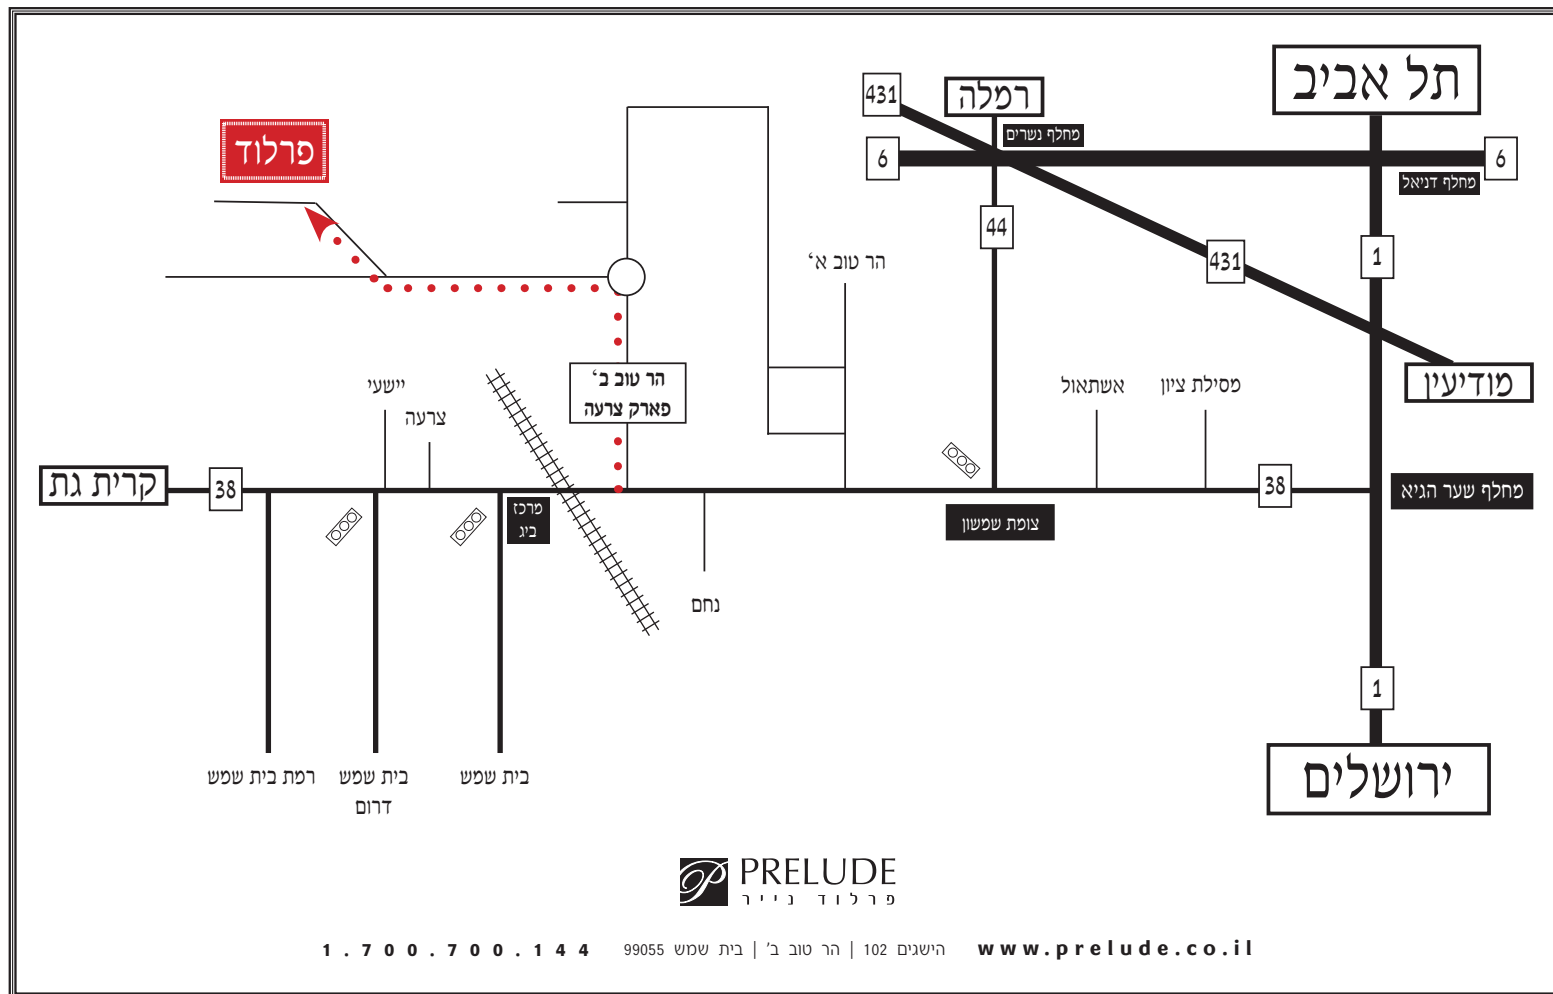 תל אביב
רמלה
431
מחלף נשרים
6
6
מחלף דניאל
פרלוד
44
1
431
הר טוב א'
מודיעין
הר טוב ב'
פארק צרעה
יישעי
צרעה
אשתאול
מסילת ציון
קרית גת
38
38
מחלף שער הגיא
מרכז
ביג
צומת שמשון
נחם
1
ירושלים
בית שמש
בית שמש
דרום
רמת בית שמש
PRELUDE
פרלוד נייר
www.prelude.co.il הישגים 102 | הר טוב ב' | בית שמש 99055 1.700.700.144